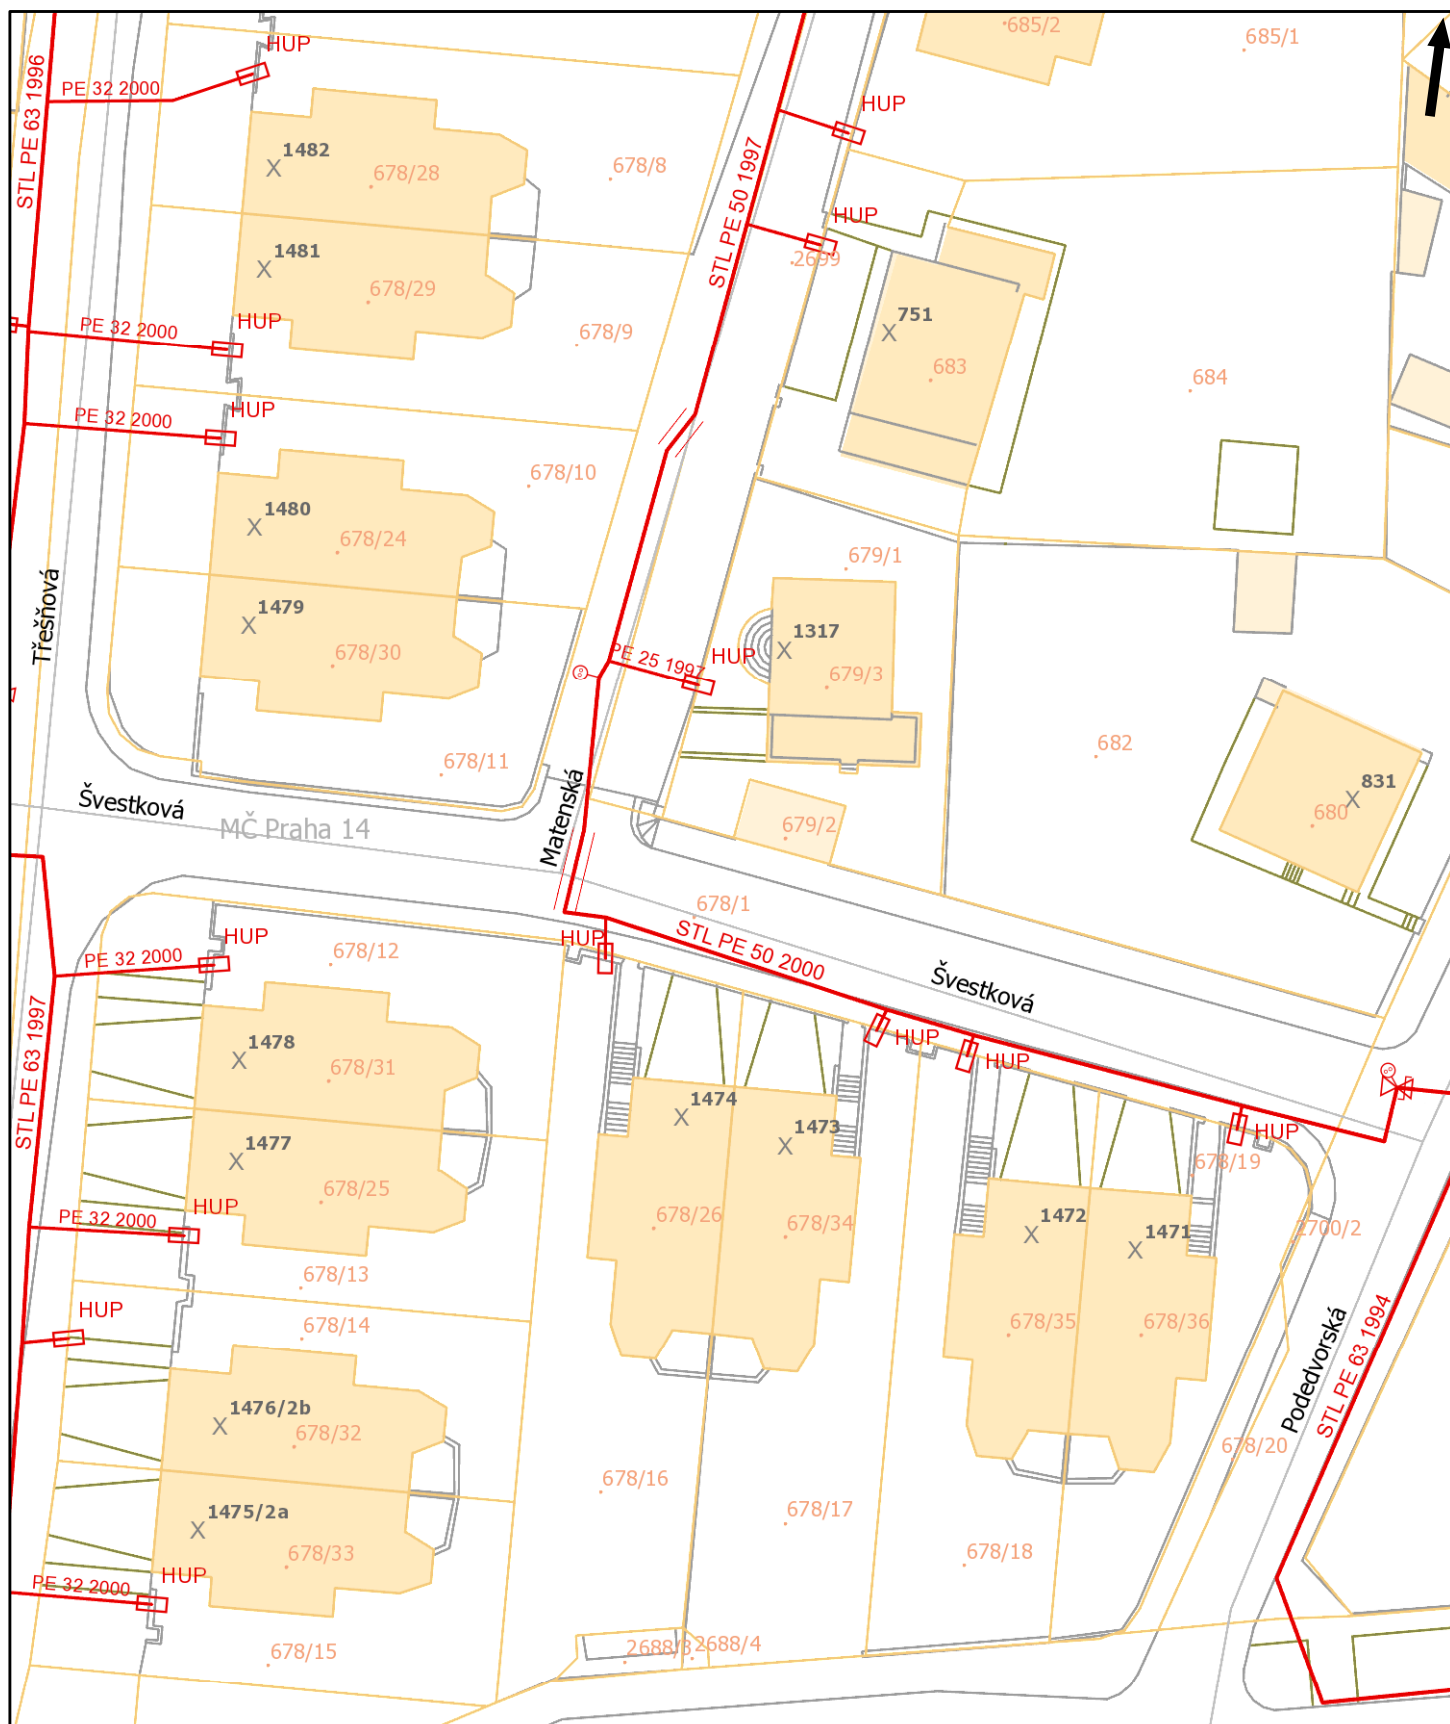 685/2
685/1
HUP
PE 32 2000
STL PE 63 1996
HUP
1482
678/28
678/8
STL PE 50 1997
HUP
1481
678/29
2699
PE 32 2000
HUP
678/9
751
683
684
PE 32 2000
HUP
678/10
1480
678/24
679/1
Třešňová
1479
678/30
1317
PE 25 1997
HUP
679/3
682
678/11
831
680
Švestková
MČ Praha 14
Matenská
679/2
678/1
HUP
PE 32 2000
678/12
HUP
STL PE 50 2000
Švestková
STL PE 63 1997
1478
678/31
HUP
HUP
1474
1473
HUP
1477
678/25
678/19
PE 32 2000
HUP
678/26
678/34
1472
1471
2700/2
678/13
HUP
678/14
678/35
678/36
Podedvorská
STL PE 63 1994
1476/2b
678/32
678/20
678/16
678/17
1475/2a
678/33
678/18
PE 32 2000
HUP
678/15
2688/3
2688/4